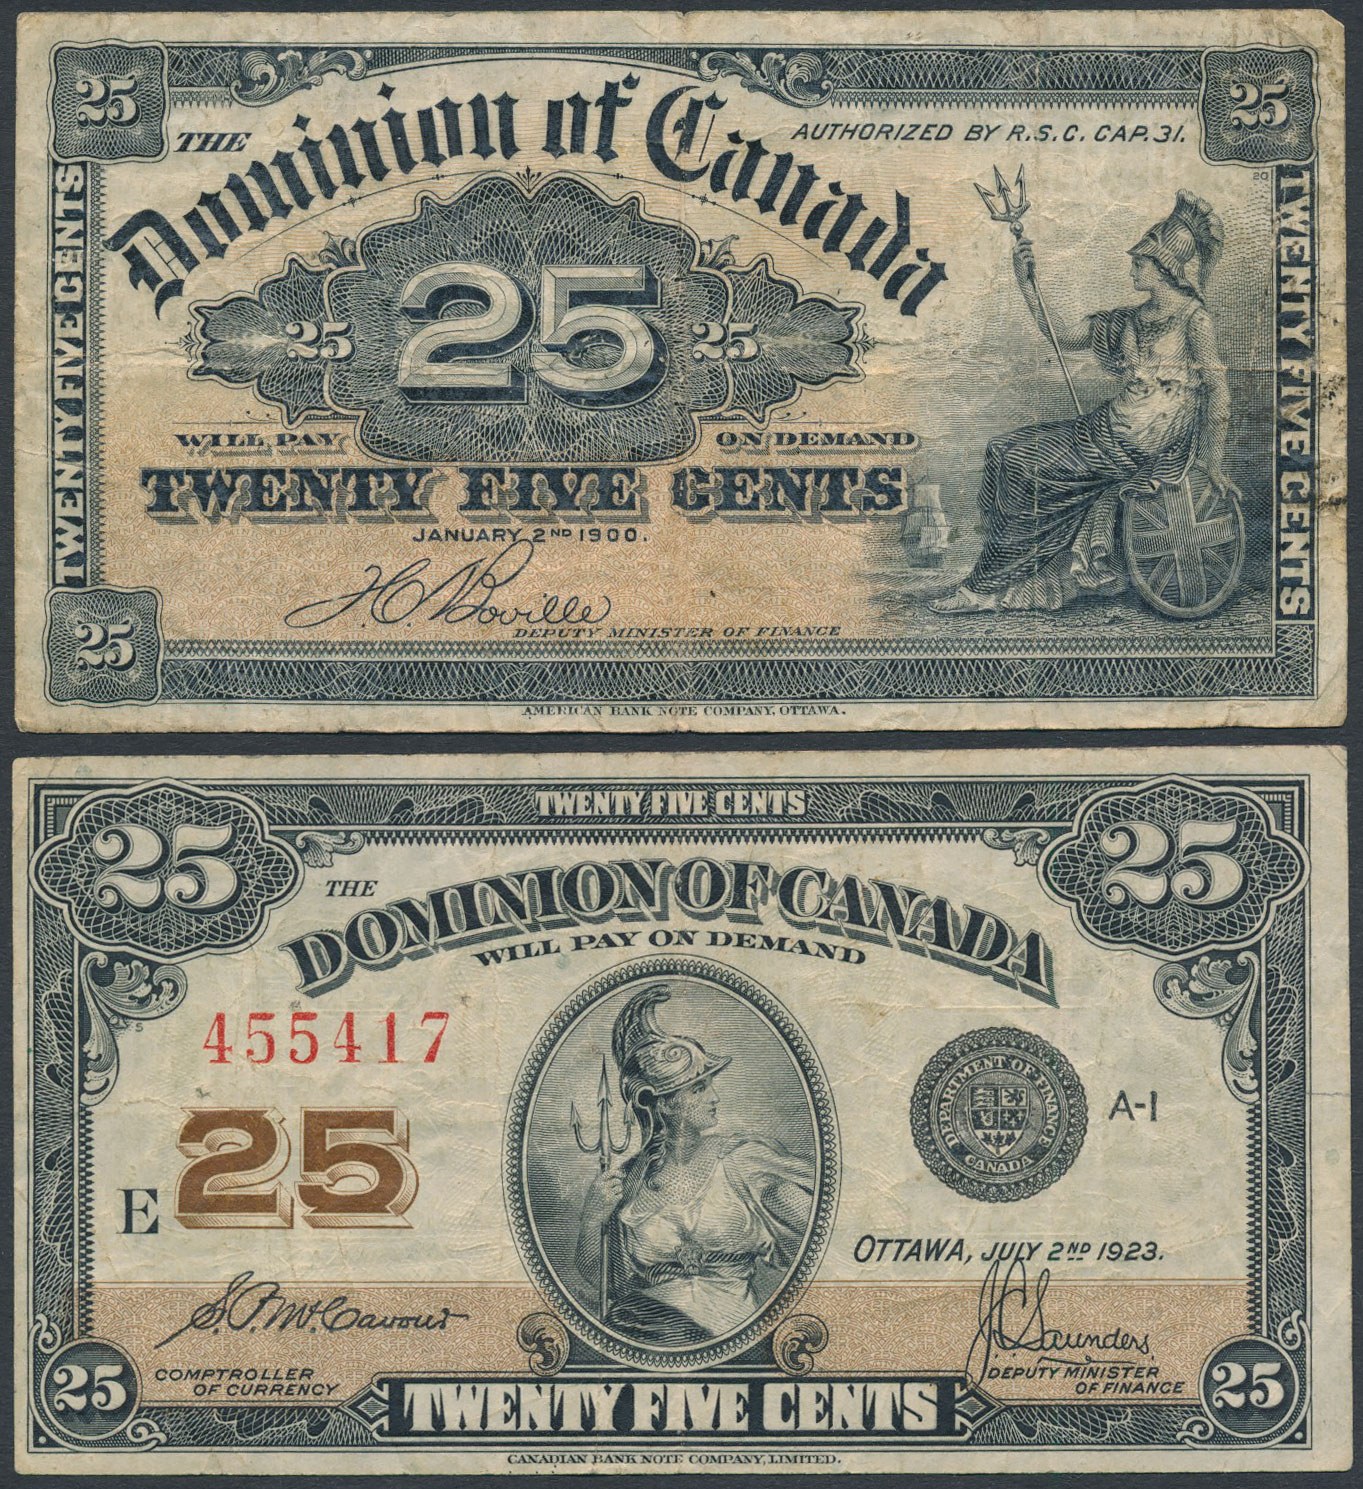 25
25
THE
Dominion of Canada
AUTHORIZED BY R.S.C. CAP. 31.
20
TWENTY FIVE CENTS
TWENTY FIVE CENTS
25
25
25
WILL PAY
ON DEMAND
TWENTY FIVE CENTS
JANUARY 2ND 1900.
H.C. Boville
DEPUTY MINISTER OF FINANCE
25
AMERICAN BANK NOTE COMPANY, OTTAWA.
25
TWENTY FIVE CENTS
25
THE
DOMINION OF CANADA
WILL PAY ON DEMAND
S
455417
E
25
DEPARTMENT OF FINANCE
CANADA
A-1
OTTAWA, JULY 2ND 1923.
S.P. McCavour
J.C. Saunders
COMPTROLLER
OF CURRENCY
DEPUTY MINISTER
OF FINANCE
25
TWENTY FIVE CENTS
25
CANADIAN BANK NOTE COMPANY, LIMITED.